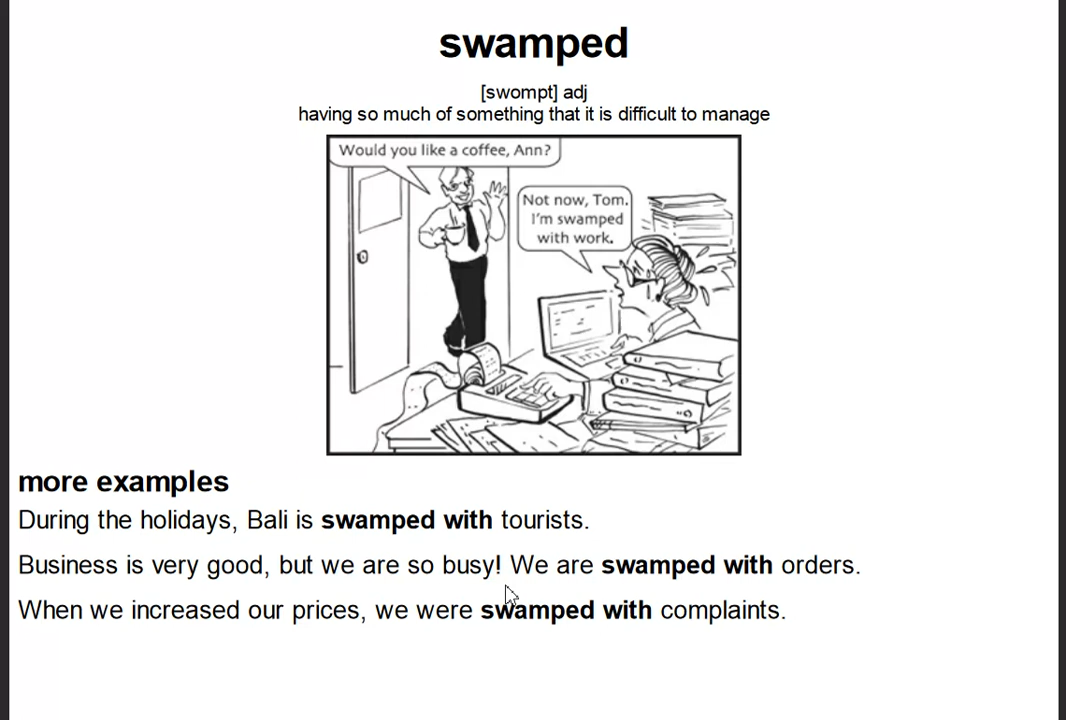 swamped
[swompt] adj
having so much of something that it is difficult to manage
Would you like a coffee, Ann?
Not now, Tom.
I'm swamped
with work.
more examples
During the holidays, Bali is swamped with tourists.
Business is very good, but we are so busy! We are swamped with orders.
When we increased our prices, we were swamped with complaints.